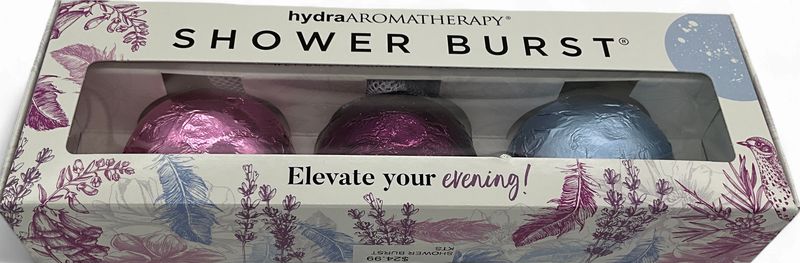 hydraAROMATHERAPY®
SHOWER BURST®
Elevate your evening!
$24.99
SHOWER BURST
KTS